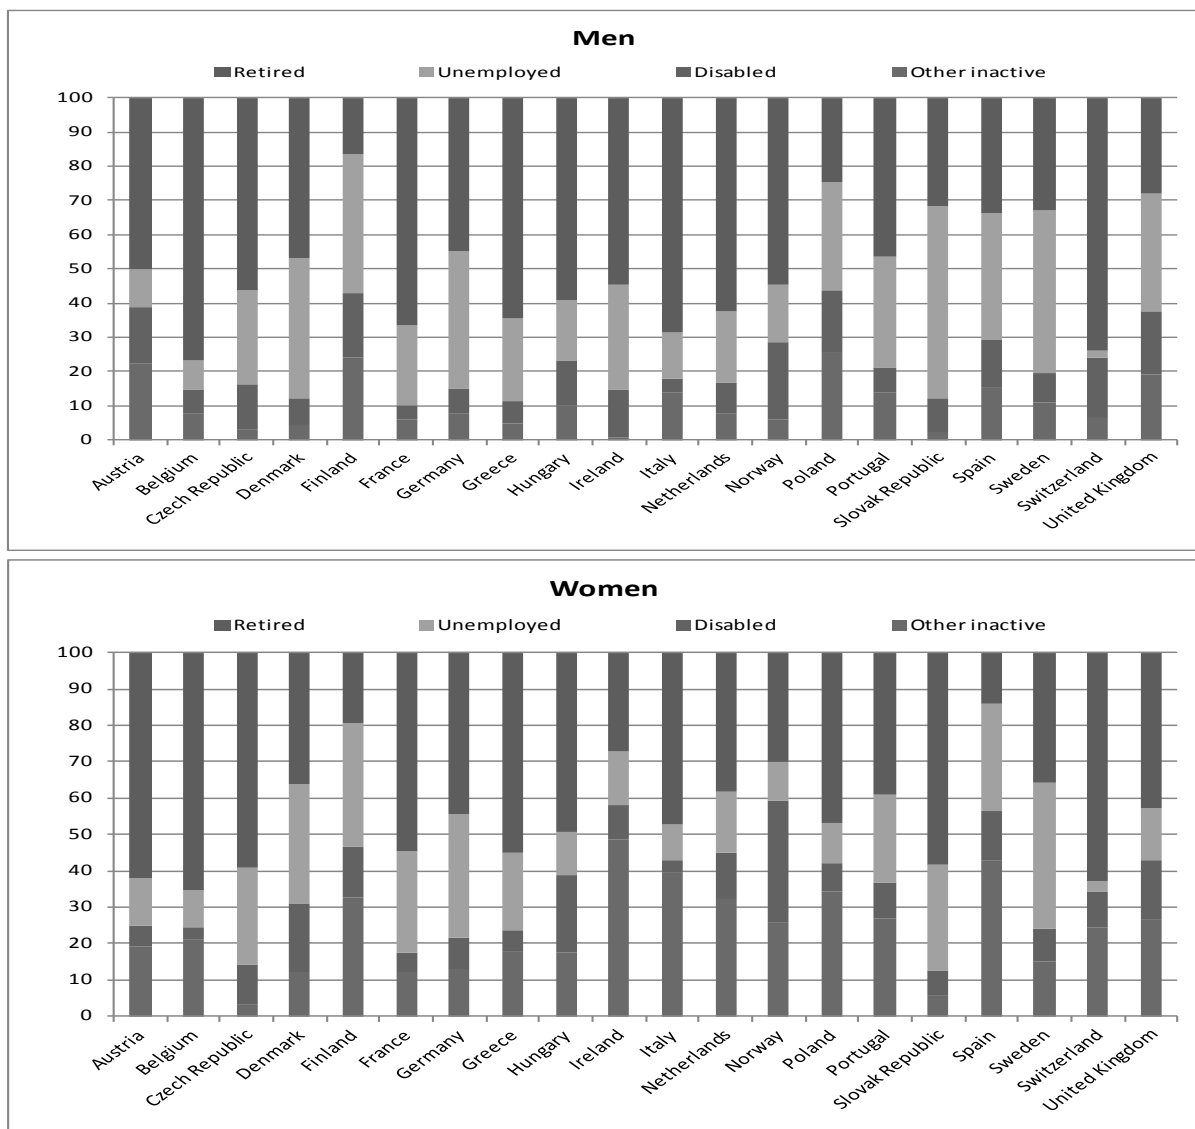 Men
Retired Unemployed Disabled Other inactive
100
90
80
70
60
50
40
30
20
10
0
Austria
Belgium
Czech Republic
Denmark
Finland
France
Germany
Greece
Hungary
Ireland
Italy
Netherlands
Norway
Poland
Portugal
Slovak Republic
Spain
Sweden
Switzerland
United Kingdom
Women
Retired Unemployed Disabled Other inactive
100
90
80
70
60
50
40
30
20
10
0
Austria
Belgium
Czech Republic
Denmark
Finland
France
Germany
Greece
Hungary
Ireland
Italy
Netherlands
Norway
Poland
Portugal
Slovak Republic
Spain
Sweden
Switzerland
United Kingdom